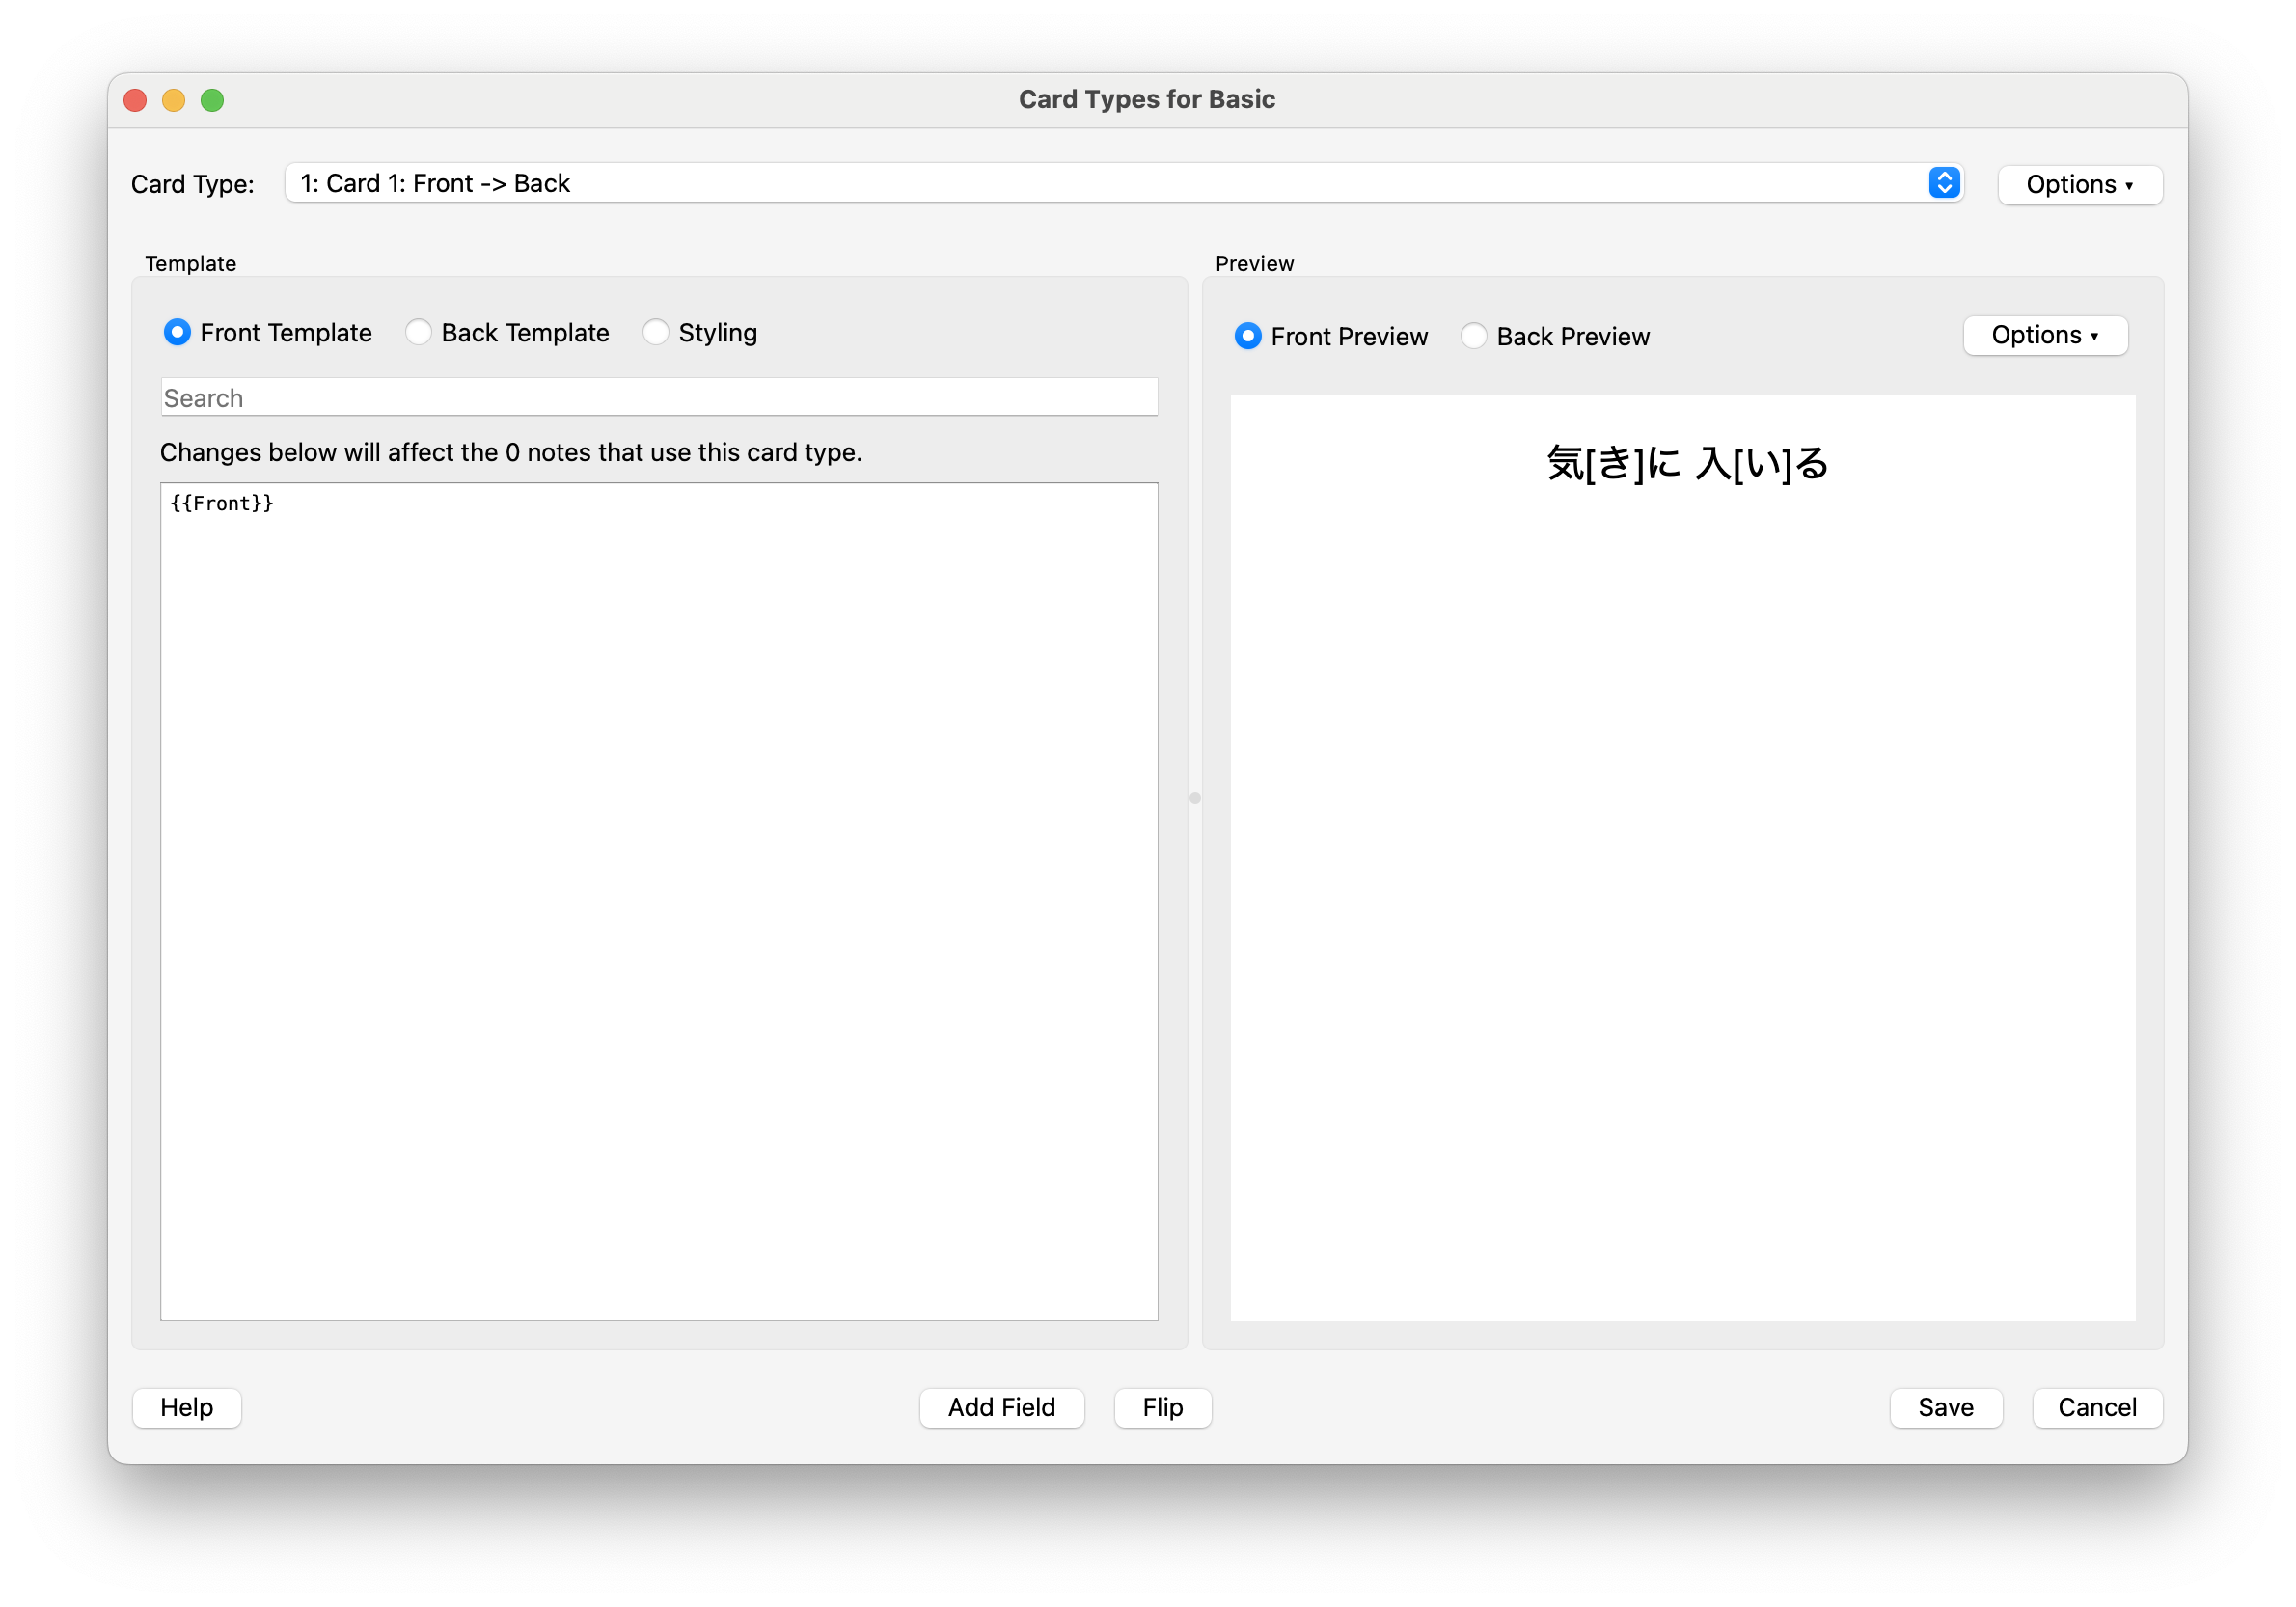 Card Types for Basic
Card Type: 1: Card 1: Front -> Back Options ▾
Template
Front Template Back Template Styling
Search
Changes below will affect the 0 notes that use this card type.
{{Front}}
Preview
Front Preview Back Preview Options ▾
気[き]に 入[い]る
Help Add Field Flip Save Cancel